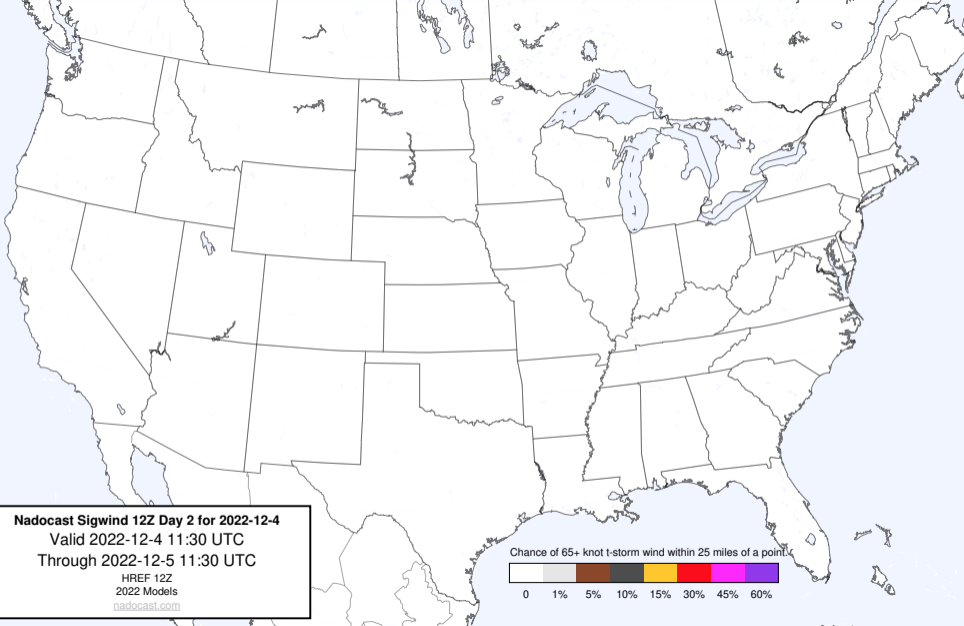 Nadocast Sigwind 12Z Day 2 for 2022-12-4
Valid 2022-12-4 11:30 UTC
Through 2022-12-5 11:30 UTC
HREF 12Z
2022 Models
nadocast.com
Chance of 65+ knot t-storm wind within 25 miles of a point.
0 1% 5% 10% 15% 30% 45% 60%